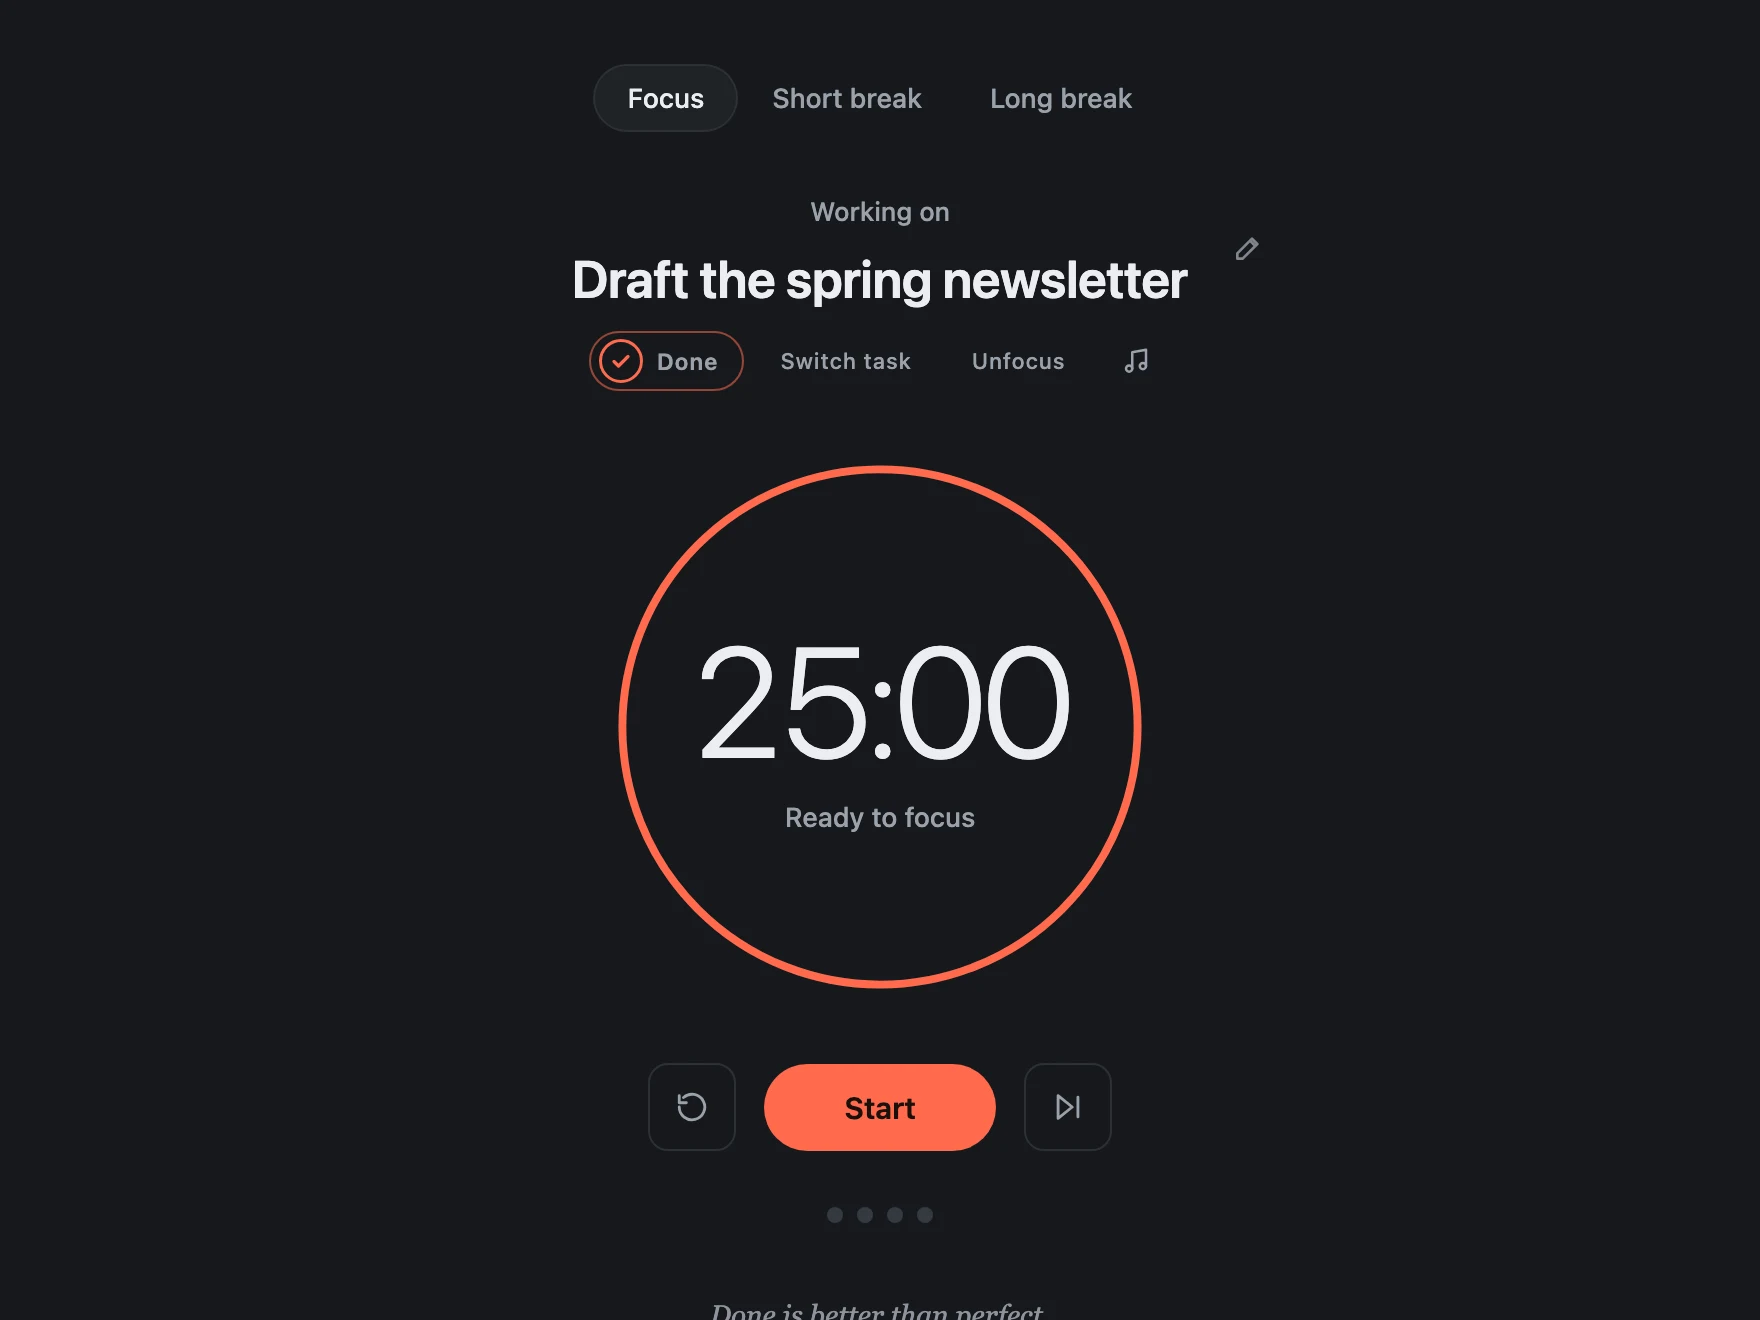 Focus Short break Long break
Working on
Draft the spring newsletter
Done Switch task Unfocus
25:00
Ready to focus
Start
Done is better than perfect